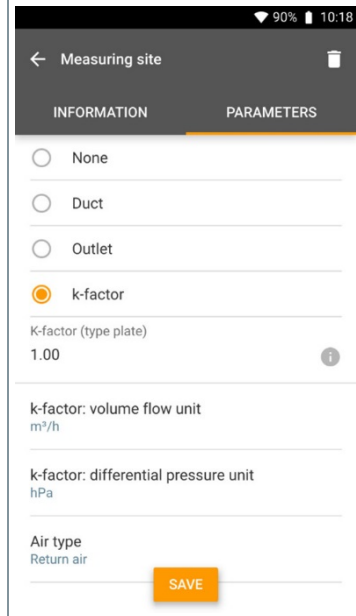 90% 10:18
Measuring site
INFORMATION PARAMETERS
None
Duct
Outlet
k-factor
K-factor (type plate)
1.00
k-factor: volume flow unit
m³/h
k-factor: differential pressure unit
hPa
Air type
Return air
SAVE